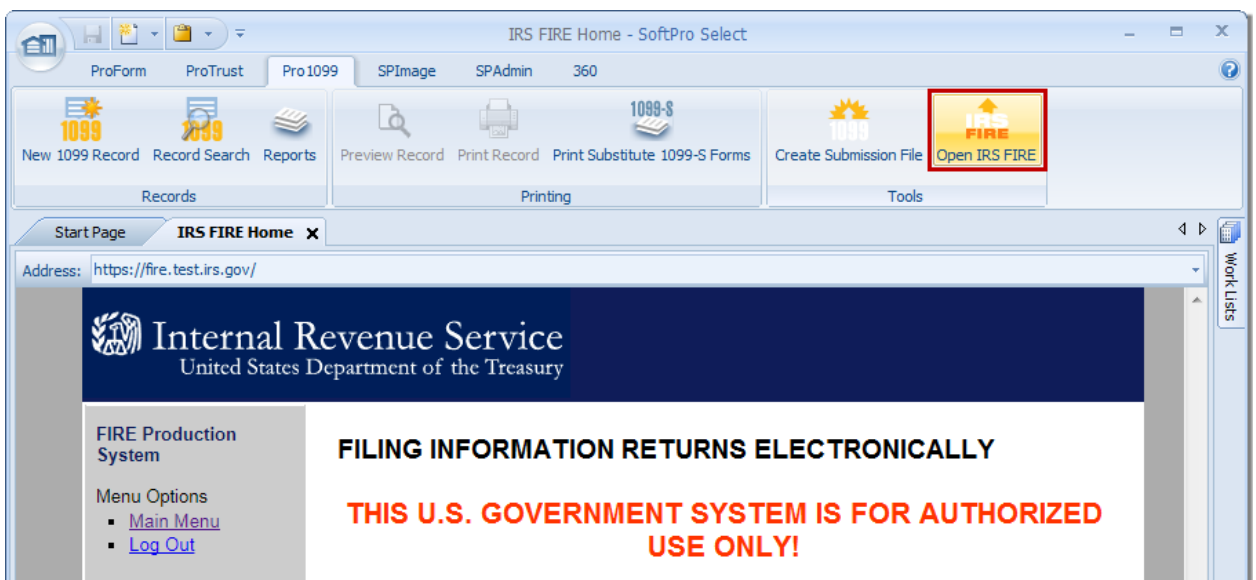 IRS FIRE Home - SoftPro Select
ProForm ProTrust Pro1099 SPImage SPAdmin 360
1099 1099 1099-S 1099 IRS FIRE
New 1099 Record Record Search Reports Preview Record Print Record Print Substitute 1099-S Forms Create Submission File Open IRS FIRE
Records Printing Tools
Start Page IRS FIRE Home x
Work Lists
Address: https://fire.test.irs.gov/
Internal Revenue Service
United States Department of the Treasury
FIRE Production
System
Menu Options
Main Menu
Log Out
FILING INFORMATION RETURNS ELECTRONICALLY
THIS U.S. GOVERNMENT SYSTEM IS FOR AUTHORIZED
USE ONLY!